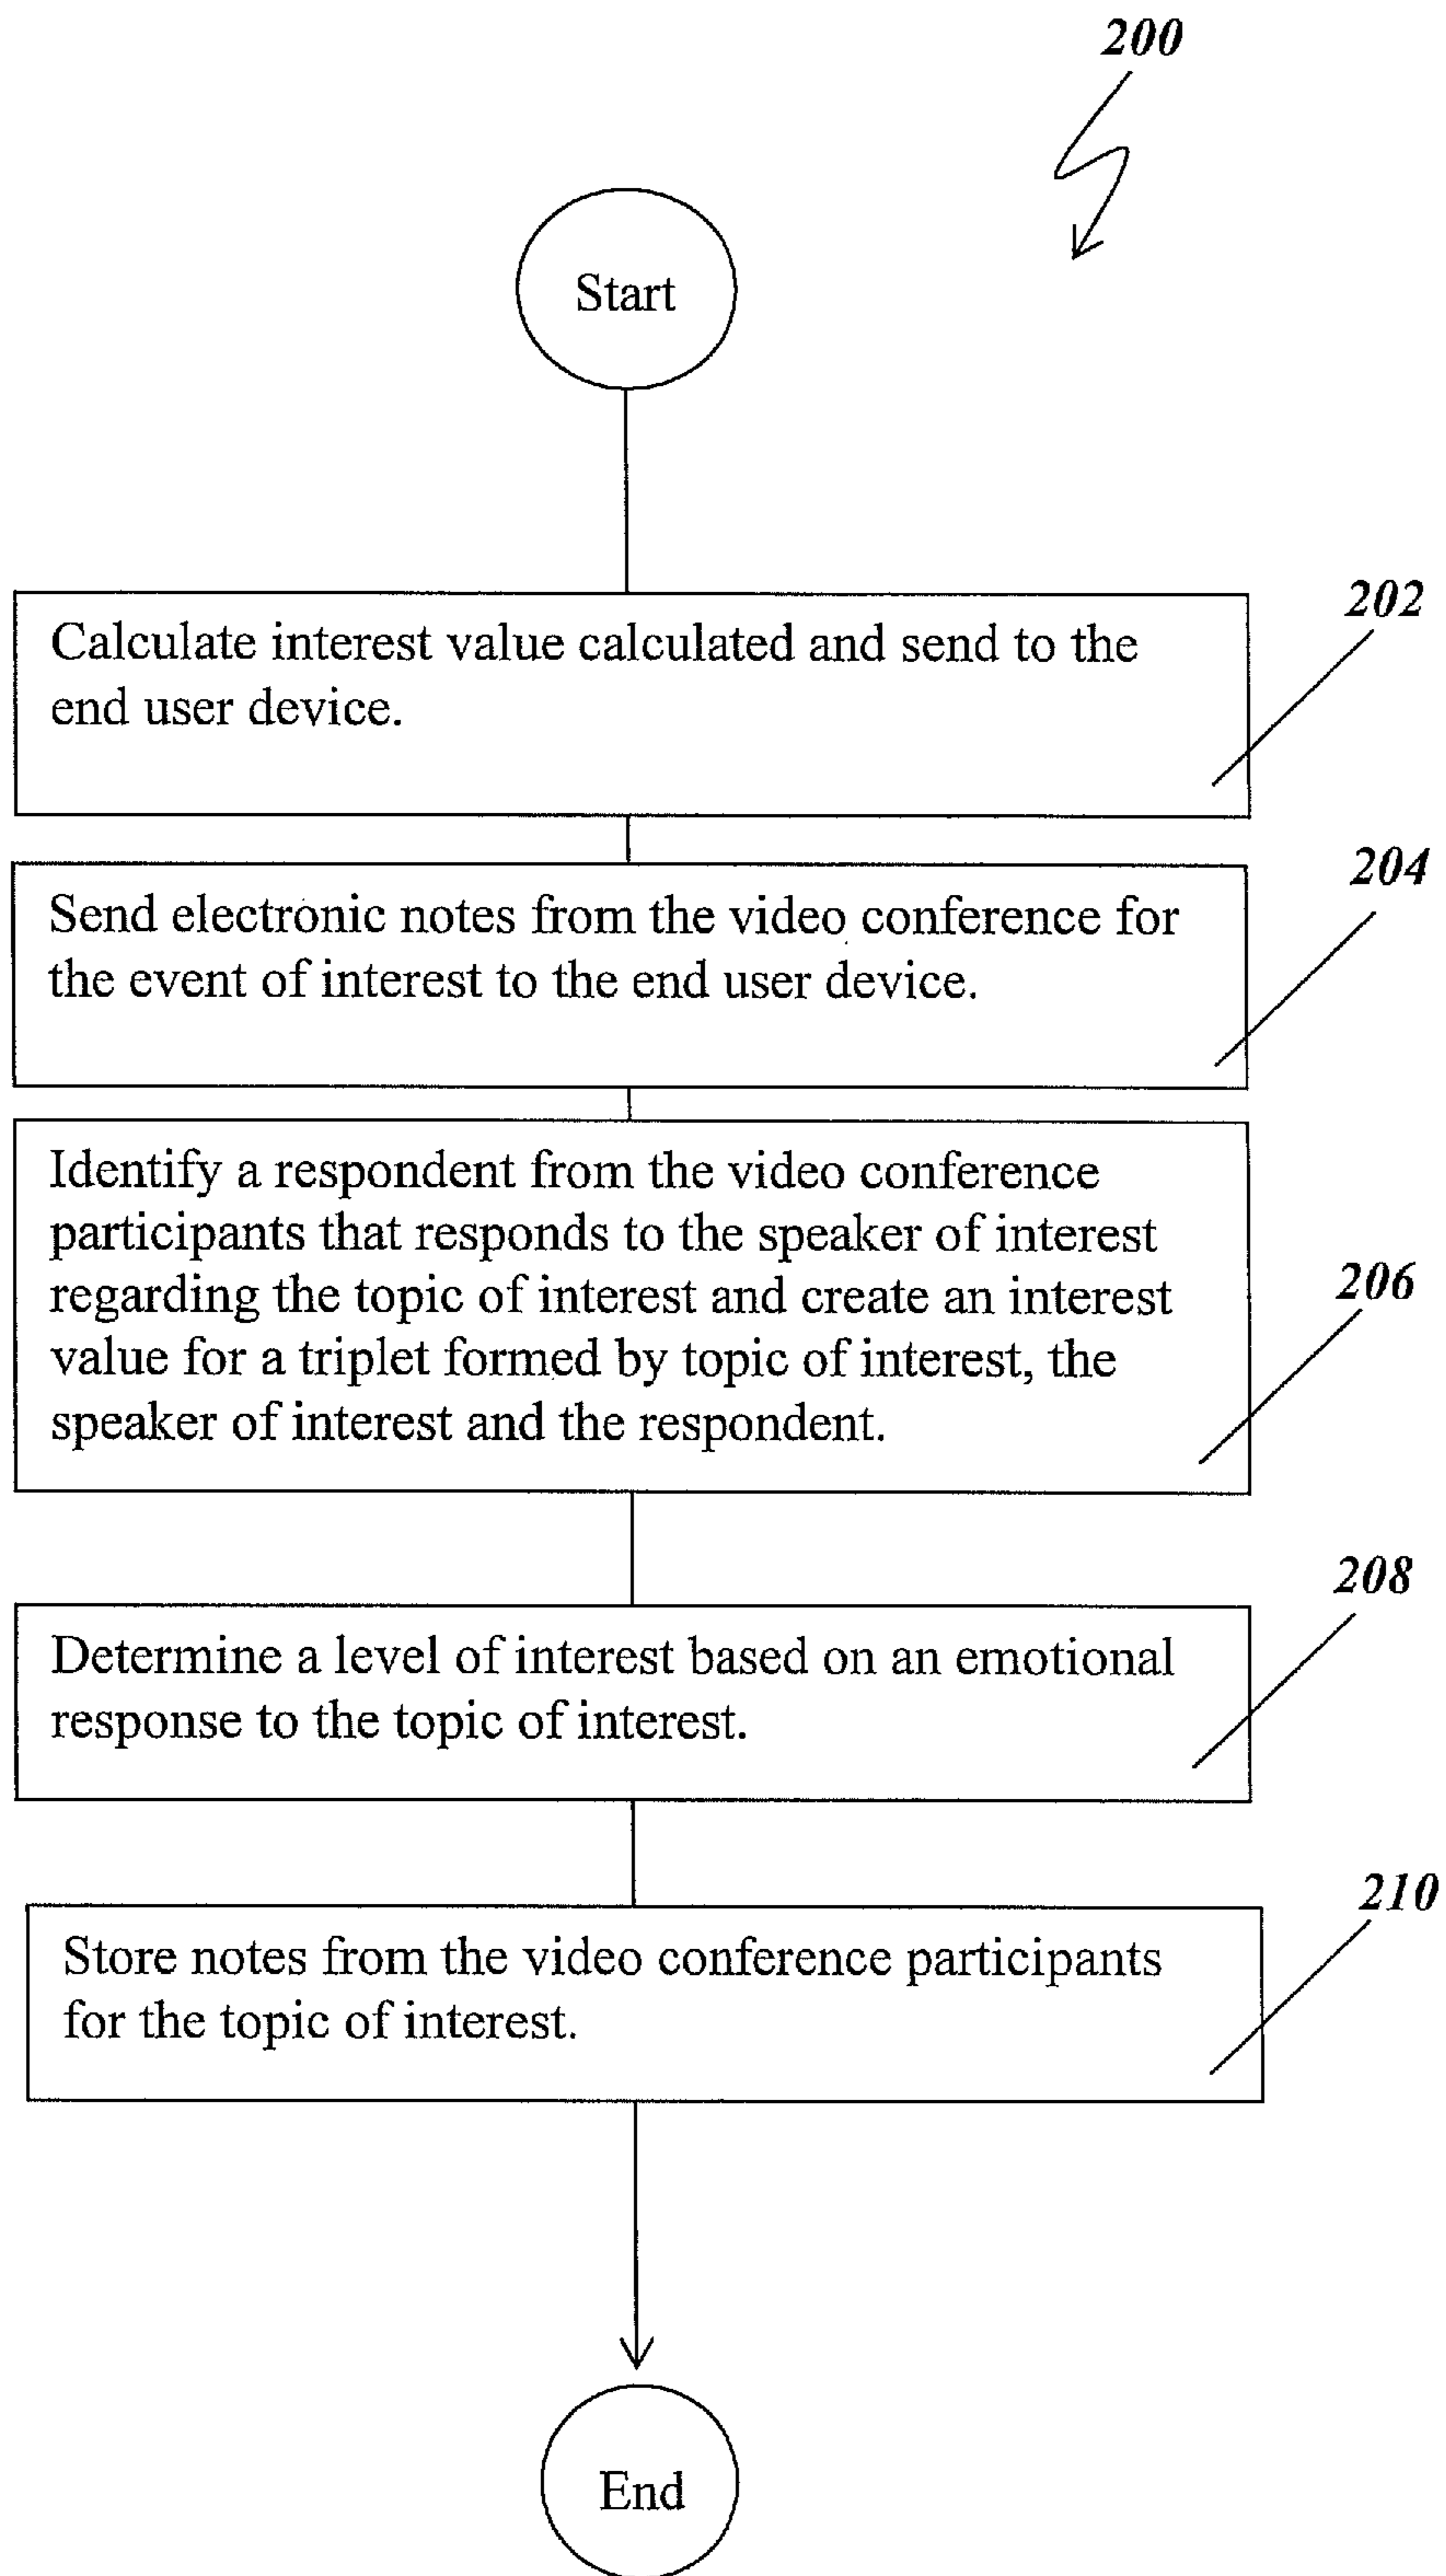 200
Start
202
Calculate interest value calculated and send to the
end user device.
204
Send electronic notes from the video conference for
the event of interest to the end user device.
Identify a respondent from the video conference
participants that responds to the speaker of interest
regarding the topic of interest and create an interest
206
value for a triplet formed by topic of interest, the
speaker of interest and the respondent.
208
Determine a level of interest based on an emotional
response to the topic of interest.
210
Store notes from the video conference participants
for the topic of interest.
End